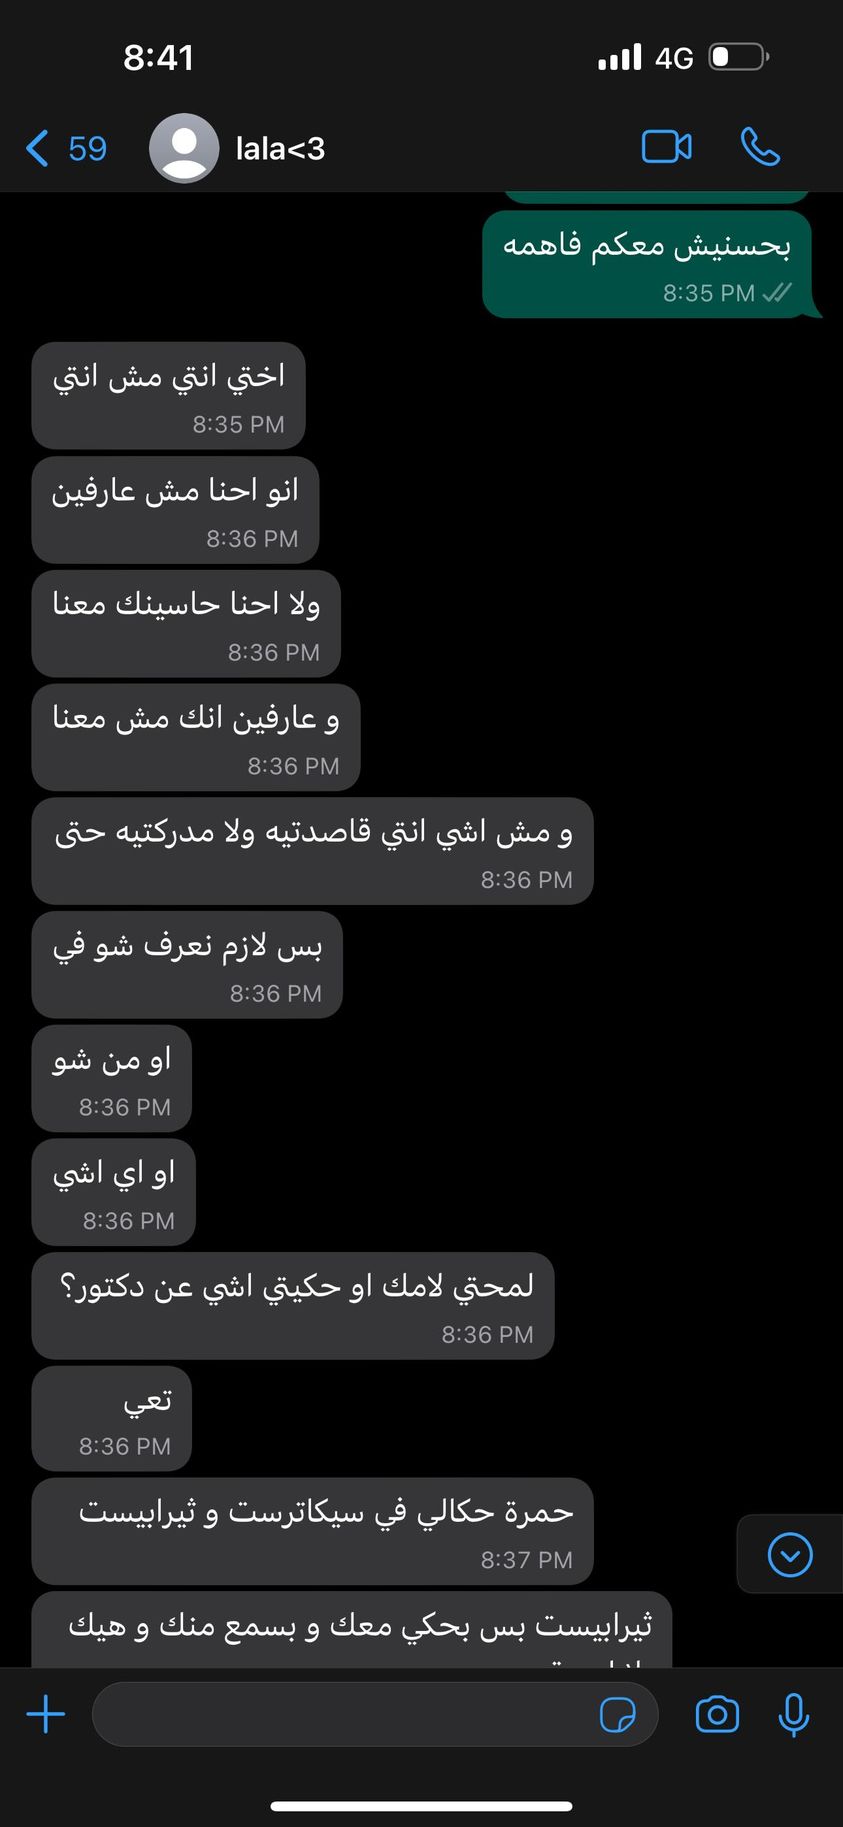 8:41
4G
59
lala<3
بحسنيش معكم فاهمه
8:35 PM
اختي انتي مش انتي
8:35 PM
انو احنا مش عارفين
8:36 PM
ولا احنا حاسينك معنا
8:36 PM
و عارفين انك مش معنا
8:36 PM
و مش اشي انتي قاصدتيه ولا مدركتيه حتى
8:36 PM
بس لازم نعرف شو في
8:36 PM
او من شو
8:36 PM
او اي اشي
8:36 PM
لمحتي لامك او حكيتي اشي عن دكتور؟
8:36 PM
تعي
8:36 PM
حمرة حكالي في سيكاترست و ثيرابيست
8:37 PM
ثيرابيست بس بحكي معك و بسمع منك و هيك